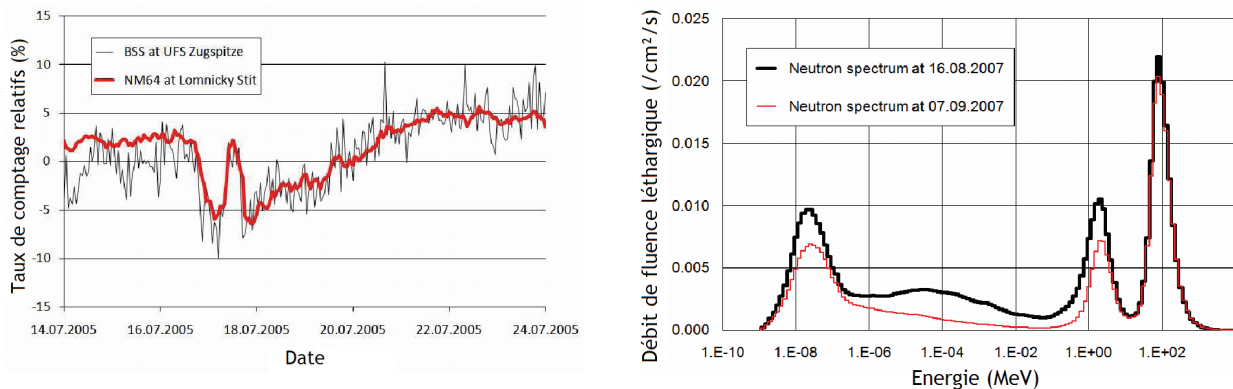 Taux de comptage relatifs (%)
15
10
5
0
-5
-10
-15
BSS at UFS Zugspitze
NM64 at Lomnicky Stit
14.07.2005 16.07.2005 18.07.2005 20.07.2005 22.07.2005 24.07.2005
Date
Débit de fluence léthargique (/cm²/s)
0.025
0.020
0.015
0.010
0.005
0.000
Neutron spectrum at 16.08.2007
Neutron spectrum at 07.09.2007
1.E-10 1.E-08 1.E-06 1.E-04 1.E-02 1.E+00 1.E+02
Energie (MeV)